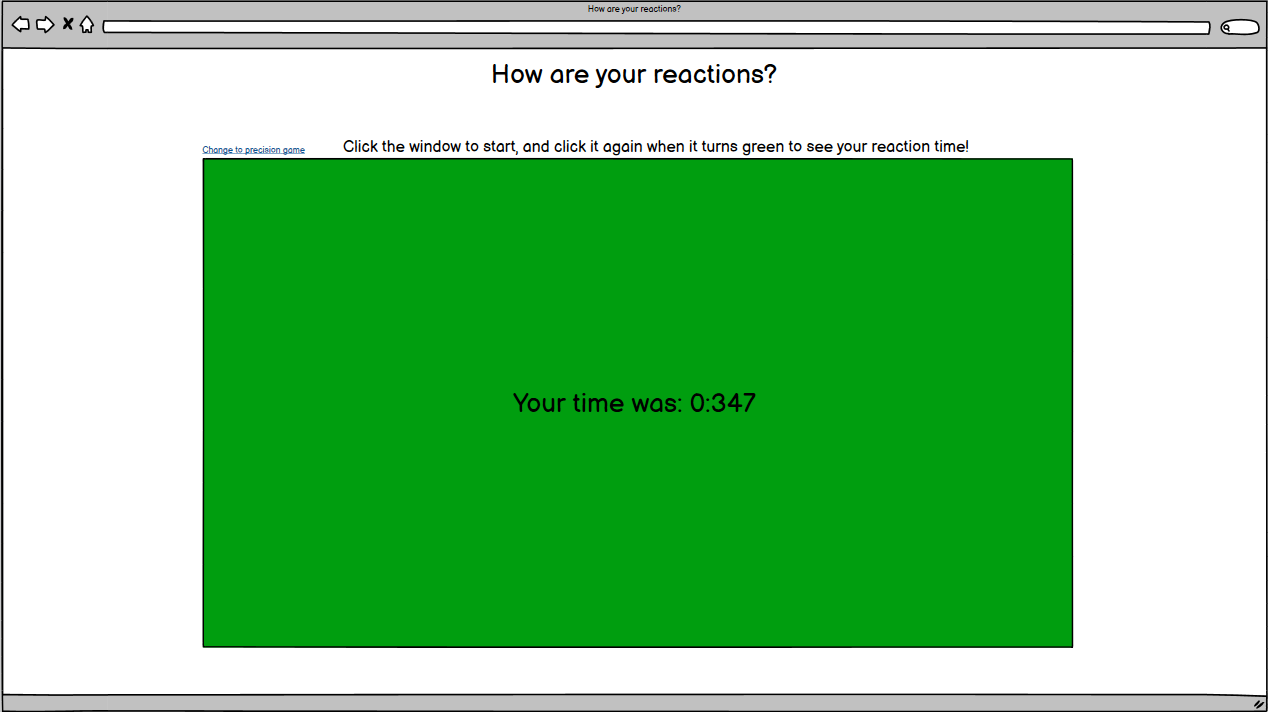 How are your reactions?
How are your reactions?
Change to precision game
Click the window to start, and click it again when it turns green to see your reaction time!
Your time was: 0:347